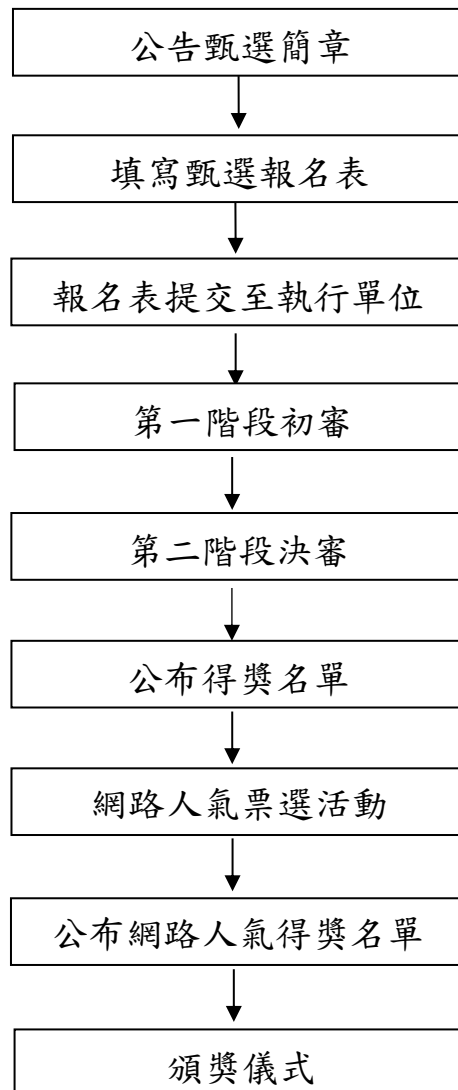 公告甄選簡章
填寫甄選報名表
報名表提交至執行單位
第一階段初審
第二階段決審
公布得獎名單
網路人氣票選活動
公布網路人氣得獎名單
頒獎儀式